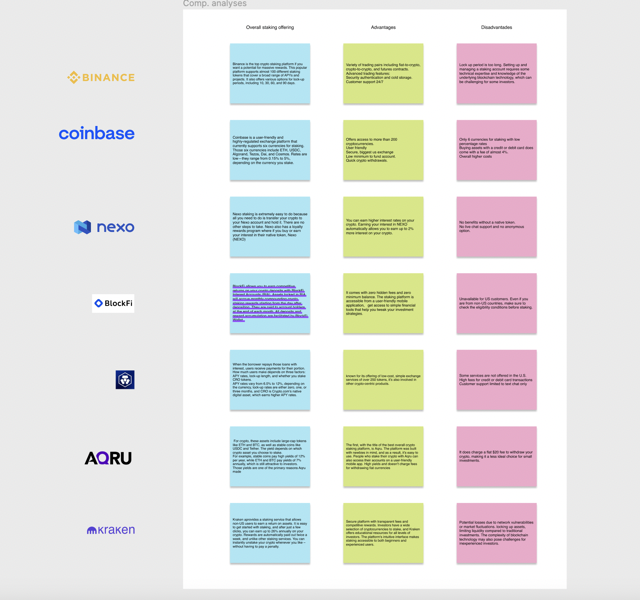 Comp. analyses
Overall staking offering
Advantages
Disadvantades
BINANCE
Binance is the top crypto staking platform if you
want a potential for massive rewards. This popular
platform supports almost 100 different staking
tokens that cover a broad range of APYs and
projects. It also offers various options for lock-up
periods, including 10, 30, 60, and 90 days.
Variety of trading pairs including fiat-to-crypto,
crypto-to-crypto, and futures contracts.
Advanced trading features
Security authentication and cold storage.
Customer support 24/7
Lock up period is too long. Setting up and
managing a staking account requires some
technical expertise and knowledge of the
underlying blockchain technology, which can
be challenging for some investors.
coinbase
Coinbase is a user-friendly and
highly-regulated exchange platform that
currently supports six currencies for staking.
Those six currencies include ETH, USDC,
Algorand, Tezos, Dai, and Cosmos. Rates are
low – they range from 0.15% to 5%,
depending on the currency you stake.
Offers access to more than 200
cryptocurrencies.
User friendly
Secure, biggest us exchange
Low minimum to fund account
Quick crypto withdrawals.
Only 6 currencies for staking with low
percentage rates
Buying assets with a credit or debit card does
come with a fee of almost 4%.
Overall higher costs
nexo
Nexo staking is extremely easy to do because
all you need to do is transfer your crypto to
your Nexo account and hold it. There are no
other steps to take. Nexo also has a loyalty
rewards program where if you buy or earn
your interest in their native token, Nexo
(NEXO)
You can earn higher interest rates on your
crypto. Earning your interest in NEXO
automatically allows you to earn up to 2%
more interest on your crypto.
No benefits without a native token.
No live chat support and no anonymous
option.
BlockFi
It comes with zero hidden fees and zero
minimum balance. The staking platform is
accessible from a user-friendly mobile
application. get access to simple financial
tools that help you tweak your investment
strategies.
Unavailable for US customers. Even if you are
from non-US countries, make sure to
check the eligibility conditions before staking.
When the borrower repays those loans with
interest, users receive payments for their portion.
How much users make depends on three factors:
APY rates, lock-up length, and whether you stake
CRO tokens.
APY rates vary from 6.0% to 12%, depending on
the currency. lock-up rates are either zero, one, or
three months, and CRO is Crypto.com's native
digital asset, which earns higher APY rates.
known for its offering of low-cost, simple exchange
services of over 250 tokens, it's also involved in
other crypto-centric products.
Some services are not offered in the U.S.
High fees for credit or debit card transactions.
Customer support limited to real chat only.
AQRU
For crypto, these assets include large-cap tokens
like ETH and BTC, as well as stable coins like
USDC and Tether. The yield depends on which
crypto asset you choose to stake.
For example, stable coins pay high yields of 12%
per year, while ETH and BTC pay yields of 7%
annually, which is still attractive to investors.
Those yields are one of the primary reasons Aqru
made
The first, with the title of the best overall crypto
staking platform, is Aqru. The platform was built
with newbies in mind, and as a result, it's easy to
use. People who stake their crypto with Aqru can
also access their accounts on a user-friendly
mobile app. High yields and doesn't charge fees
for withdrawing fiat currencies
It does charge a flat $20 fee to withdraw your
crypto, making it a less ideal choice for small
investments.
kraken
Kraken provides a staking service that allows
non-US users to earn a return on assets. It is easy
to get started with staking, and after just a few
clicks, you can earn up to 26% annually on your
crypto. Rewards are automatically paid out twice a
week, and unlike other staking services. You can
instantly unstake your crypto whenever you like –
without having to pay a penalty.
Secure platform with transparent fees and
competitive rewards. Investors have a wide
selection of cryptocurrencies to stake, and Kraken
offers educational resources for all levels of
investors. The platform's intuitive interface makes
staking accessible to both beginners and
experienced users.
Potential losses due to network vulnerabilities
or market fluctuations, locking up assets,
limiting liquidity compared to traditional
investments. The complexity of blockchain
technology may also pose challenges for
inexperienced investors.